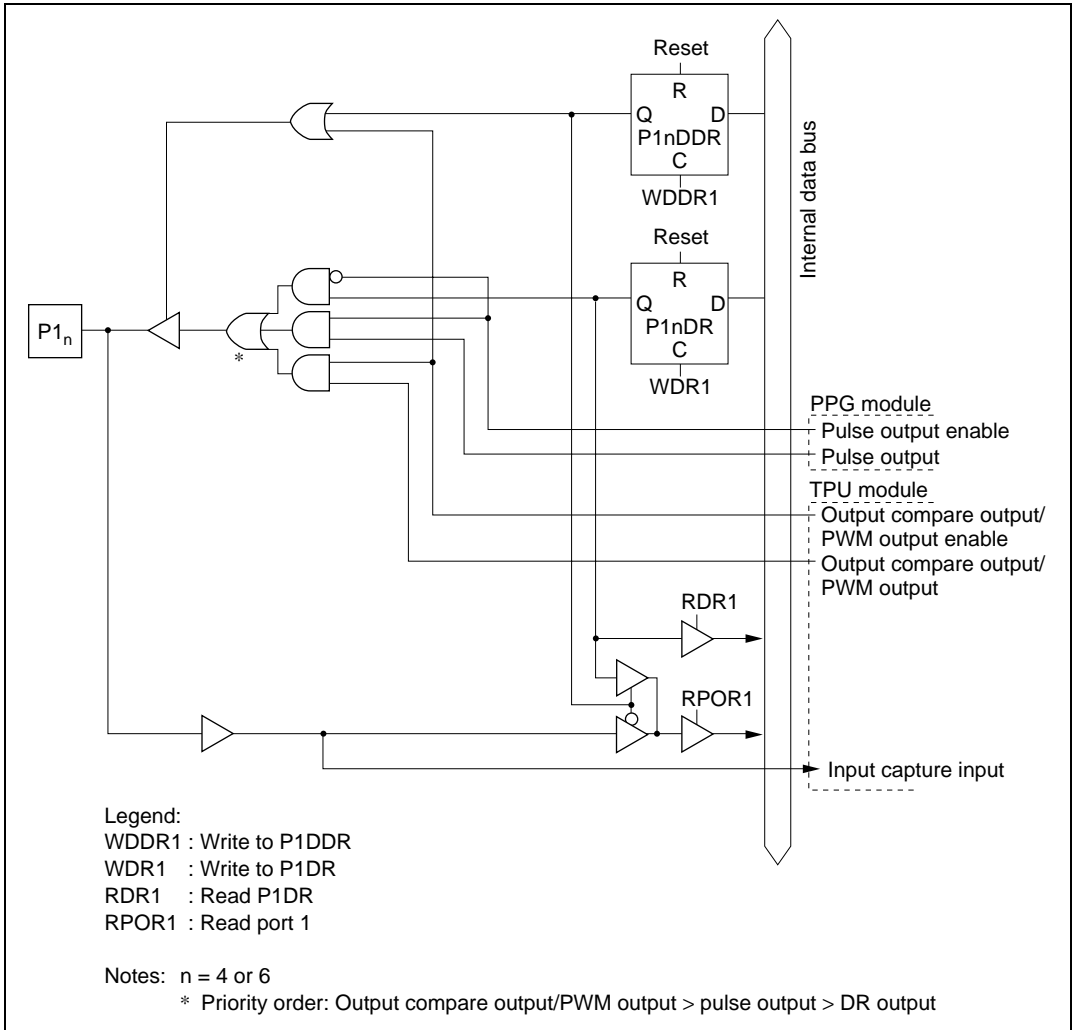 Reset
R
Q D
P1nDDR
C
WDDR1
Internal data bus
Reset
R
Q D
P1nDR
C
WDR1
P1n
*
PPG module
Pulse output enable
Pulse output
TPU module
Output compare output/
PWM output enable
Output compare output/
PWM output
RDR1
RPOR1
Input capture input
Legend:
WDDR1 : Write to P1DDR
WDR1 : Write to P1DR
RDR1 : Read P1DR
RPOR1 : Read port 1
Notes: n = 4 or 6
* Priority order: Output compare output/PWM output > pulse output > DR output